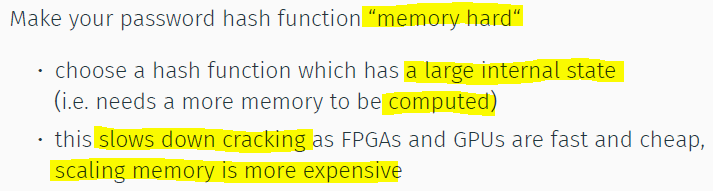 Make your password hash function “memory hard“
• choose a hash function which has a large internal state
(i.e. needs a more memory to be computed)
• this slows down cracking as FPGAs and GPUs are fast and cheap,
scaling memory is more expensive